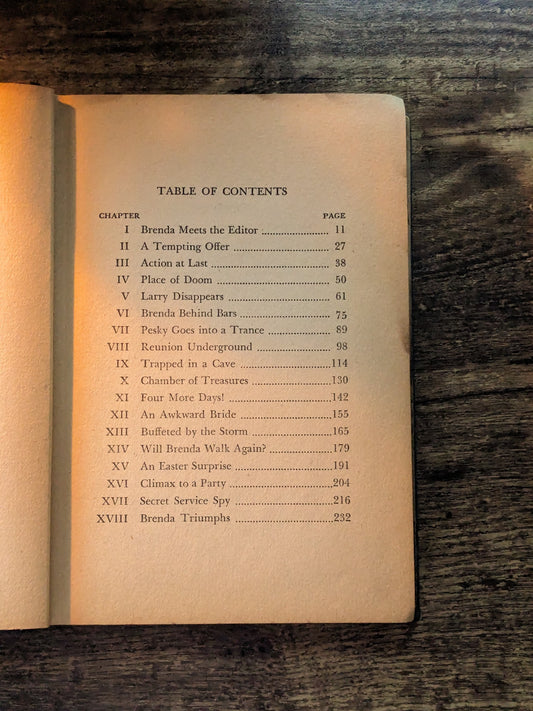 TABLE OF CONTENTS
CHAPTER PAGE
I Brenda Meets the Editor ........................ 11
II A Tempting Offer .................................. 27
III Action at Last ......................................... 38
IV Place of Doom ....................................... 50
V Larry Disappears .................................... 61
VI Brenda Behind Bars ................................ 75
VII Pesky Goes into a Trance ....................... 89
VIII Reunion Underground .......................... 98
IX Trapped in a Cave .................................114
X Chamber of Treasures ............................130
XI Four More Days! ....................................142
XII An Awkward Bride .................................155
XIII Buffeted by the Storm ............................165
XIV Will Brenda Walk Again? ......................179
XV An Easter Surprise .................................191
XVI Climax to a Party ...................................204
XVII Secret Service Spy ...................................216
XVIII Brenda Triumphs ...................................232